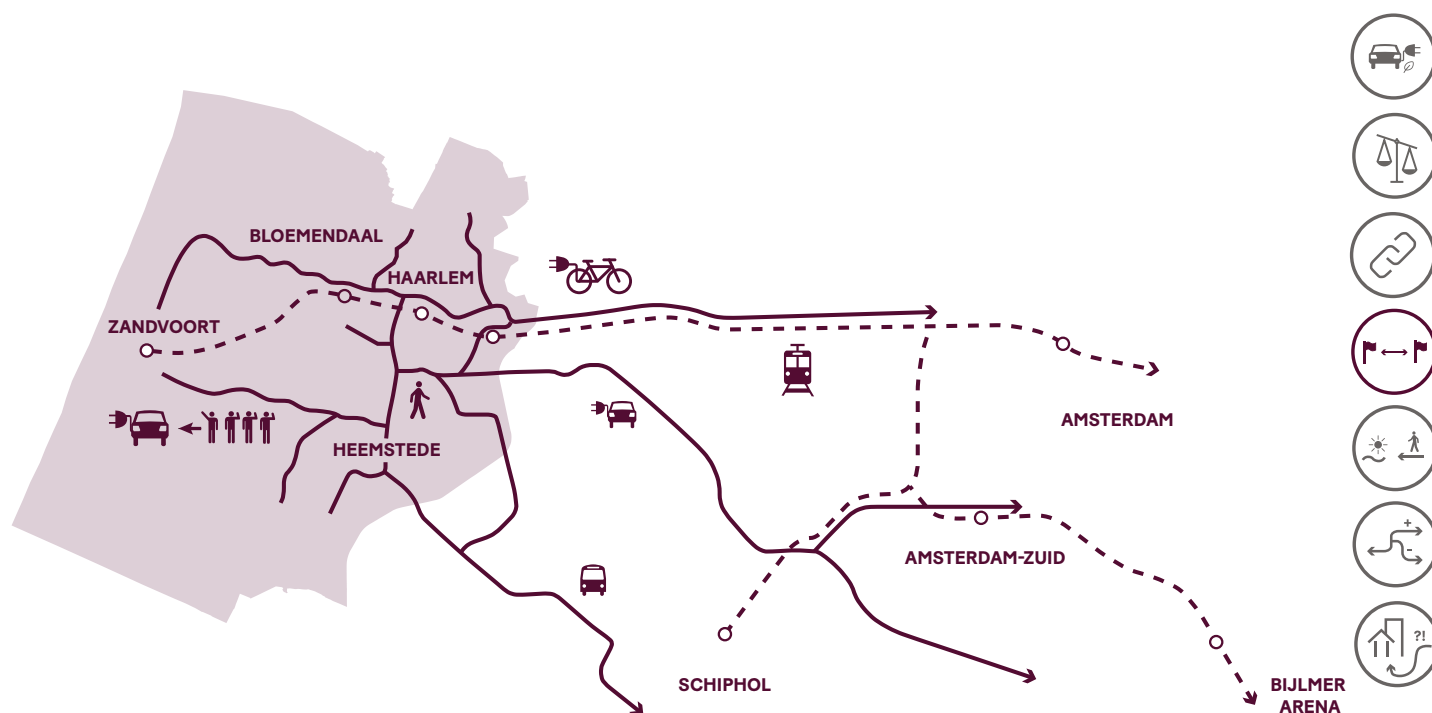 BLOEMENDAAL
HAARLEM
ZANDVOORT
HEEMSTEDE
AMSTERDAM
AMSTERDAM-ZUID
SCHIPHOL
BIJLMER
ARENA
+
-
?!